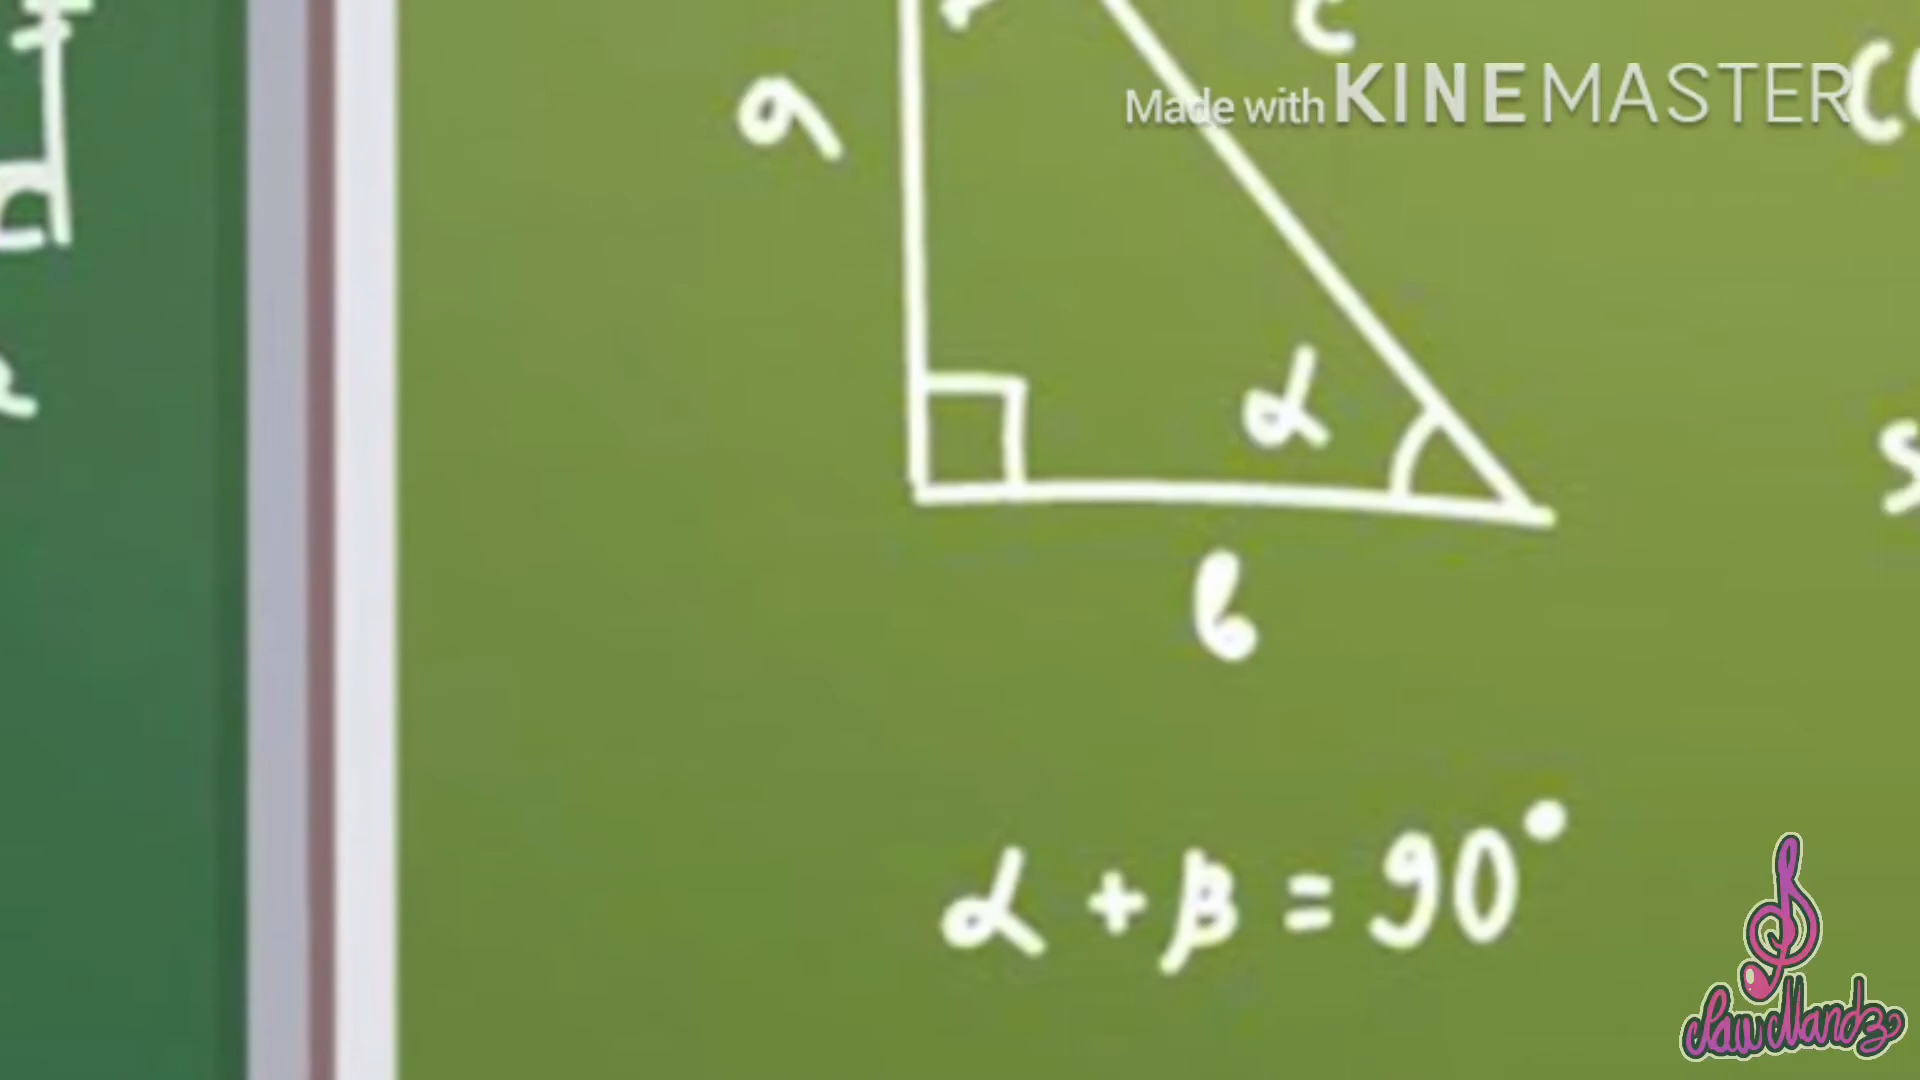 c
a
Made with KINEMASTER
α
b
α + β = 90°